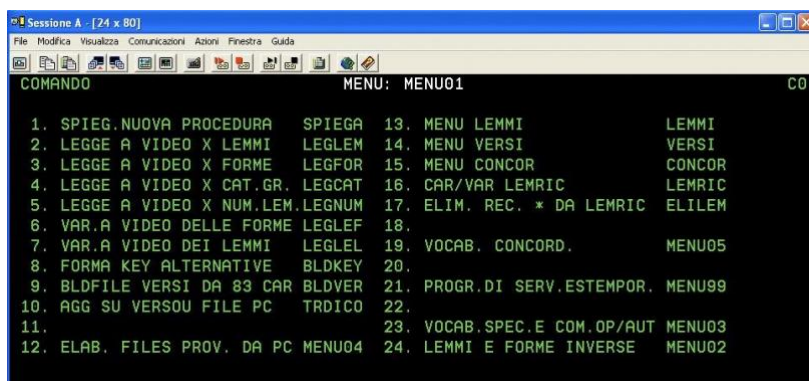 Sessione A - [24 x 80]
File Modifica Visualizza Comunicazioni Azioni Finestra Guida
COMANDO MENU: MENU01 CO
1. SPIEG.NUOVA PROCEDURA SPIEGA 13. MENU LEMMI LEMMI
2. LEGGE A VIDEO X LEMMI LEGLEM 14. MENU VERSI VERSI
3. LEGGE A VIDEO X FORME LEGFOR 15. MENU CONCOR CONCOR
4. LEGGE A VIDEO X CAT.GR. LEGCAT 16. CAR/VAR LEMRIC LEMRIC
5. LEGGE A VIDEO X NUM.LEM.LEGNUM 17. ELIM. REC. * DA LEMRIC ELILEM
6. VAR.A VIDEO DELLE FORME LEGLEF 18.
7. VAR.A VIDEO DEI LEMMI LEGLEL 19. VOCAB. CONCORD. MENU05
8. FORMA KEY ALTERNATIVE BLDKEY 20.
9. BLDFILE VERSI DA 83 CAR BLDVER 21. PROGR.DI SERV.ESTEMPOR. MENU99
10. AGG SU VERSOU FILE PC TRDICO 22.
11. 23. VOCAB.SPEC.E COM.OP/AUT MENU03
12. ELAB. FILES PROV. DA PC MENU04 24. LEMMI E FORME INVERSE MENU02